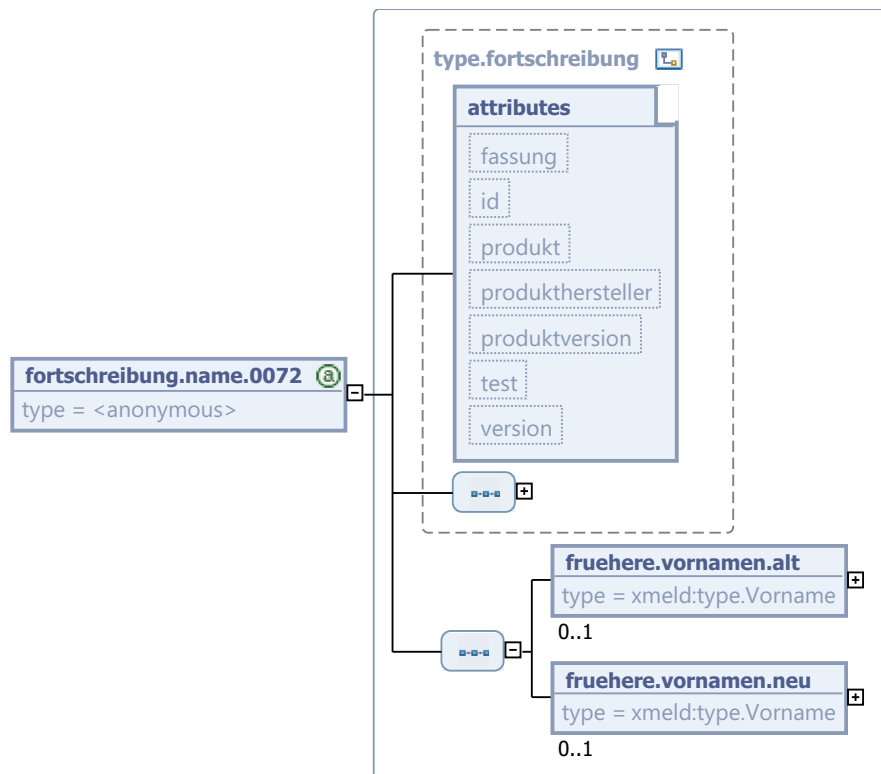 type.fortschreibung
attributes
fassung
id
produkt
produkthersteller
produktversion
test
version
fortschreibung.name.0072 @
type = <anonymous>
fruehere.vornamen.alt
type = xmeld:type.Vorname
0..1
fruehere.vornamen.neu
type = xmeld:type.Vorname
0..1